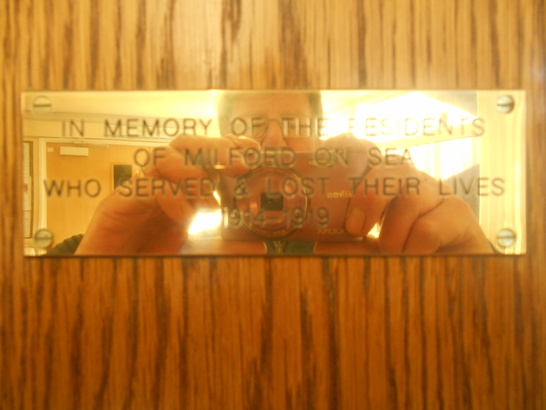 IN MEMORY OF THE RESIDENTS
OF MILFORD ON SEA
WHO SERVED & LOST THEIR LIVES
1914-1919